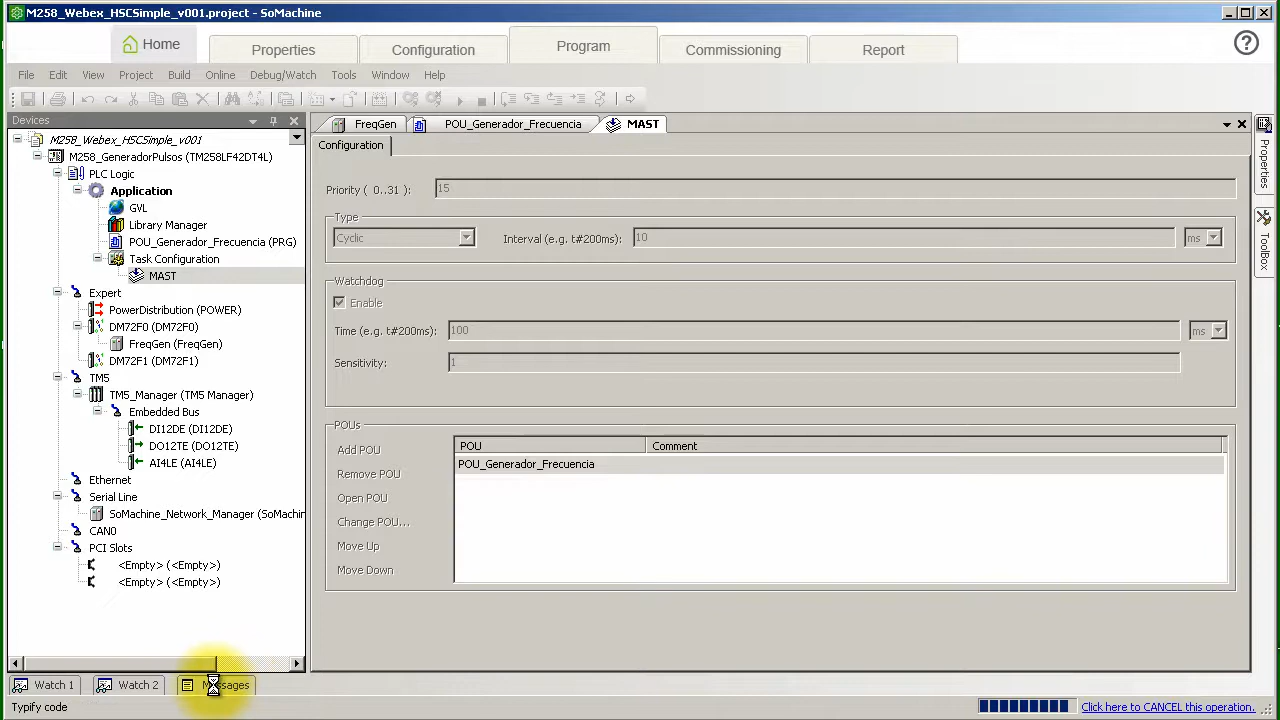 M258_Webex_HSCSimple_v001.project - SoMachine
Home
Properties
Configuration
Program
Commissioning
Report
File Edit View Project Build Online Debug/Watch Tools Window Help
Devices
M258_Webex_HSCSimple_v001
M258_GeneradorPulsos (TM258LF42DT4L)
PLC Logic
Application
GVL
Library Manager
POU_Generador_Frecuencia (PRG)
Task Configuration
MAST
Expert
PowerDistribution (POWER)
DM72F0 (DM72F0)
FreqGen (FreqGen)
DM72F1 (DM72F1)
TM5
TM5_Manager (TM5 Manager)
Embedded Bus
DI12DE (DI12DE)
DO12TE (DO12TE)
AI4LE (AI4LE)
Ethernet
Serial Line
SoMachine_Network_Manager (SoMachin
CAN0
PCI Slots
<Empty> (<Empty>)
<Empty> (<Empty>)
FreqGen
POU_Generador_Frecuencia
MAST
Configuration
Priority ( 0..31 ): 15
Type
Cyclic
Interval (e.g. t#200ms): 10 ms
Watchdog
Enable
Time (e.g. t#200ms): 100 ms
Sensitivity: 1
POUs
Add POU
Remove POU
Open POU
Change POU...
Move Up
Move Down
POU Comment
POU_Generador_Frecuencia
Properties
ToolBox
Watch 1
Watch 2
Messages
Typify code
Click here to CANCEL this operation.